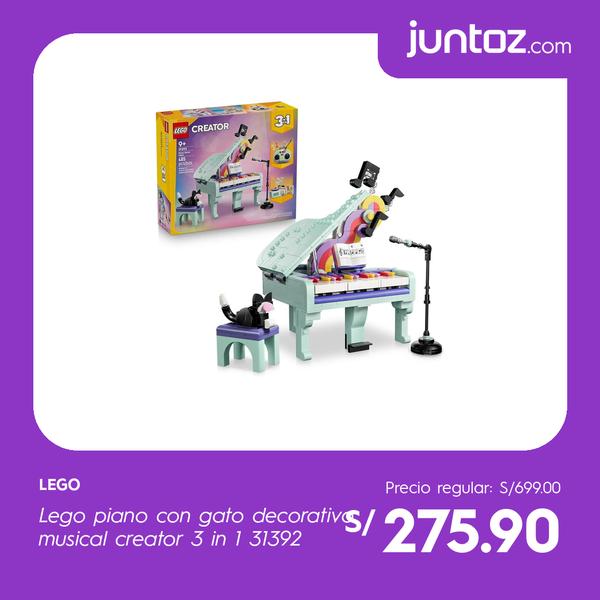 juntoz.com
LEGO CREATOR
3in1
9+
LEGO
Precio regular: S/699.00
Lego piano con gato decorativo
musical creator 3 in 1 31392
S/ 275.90